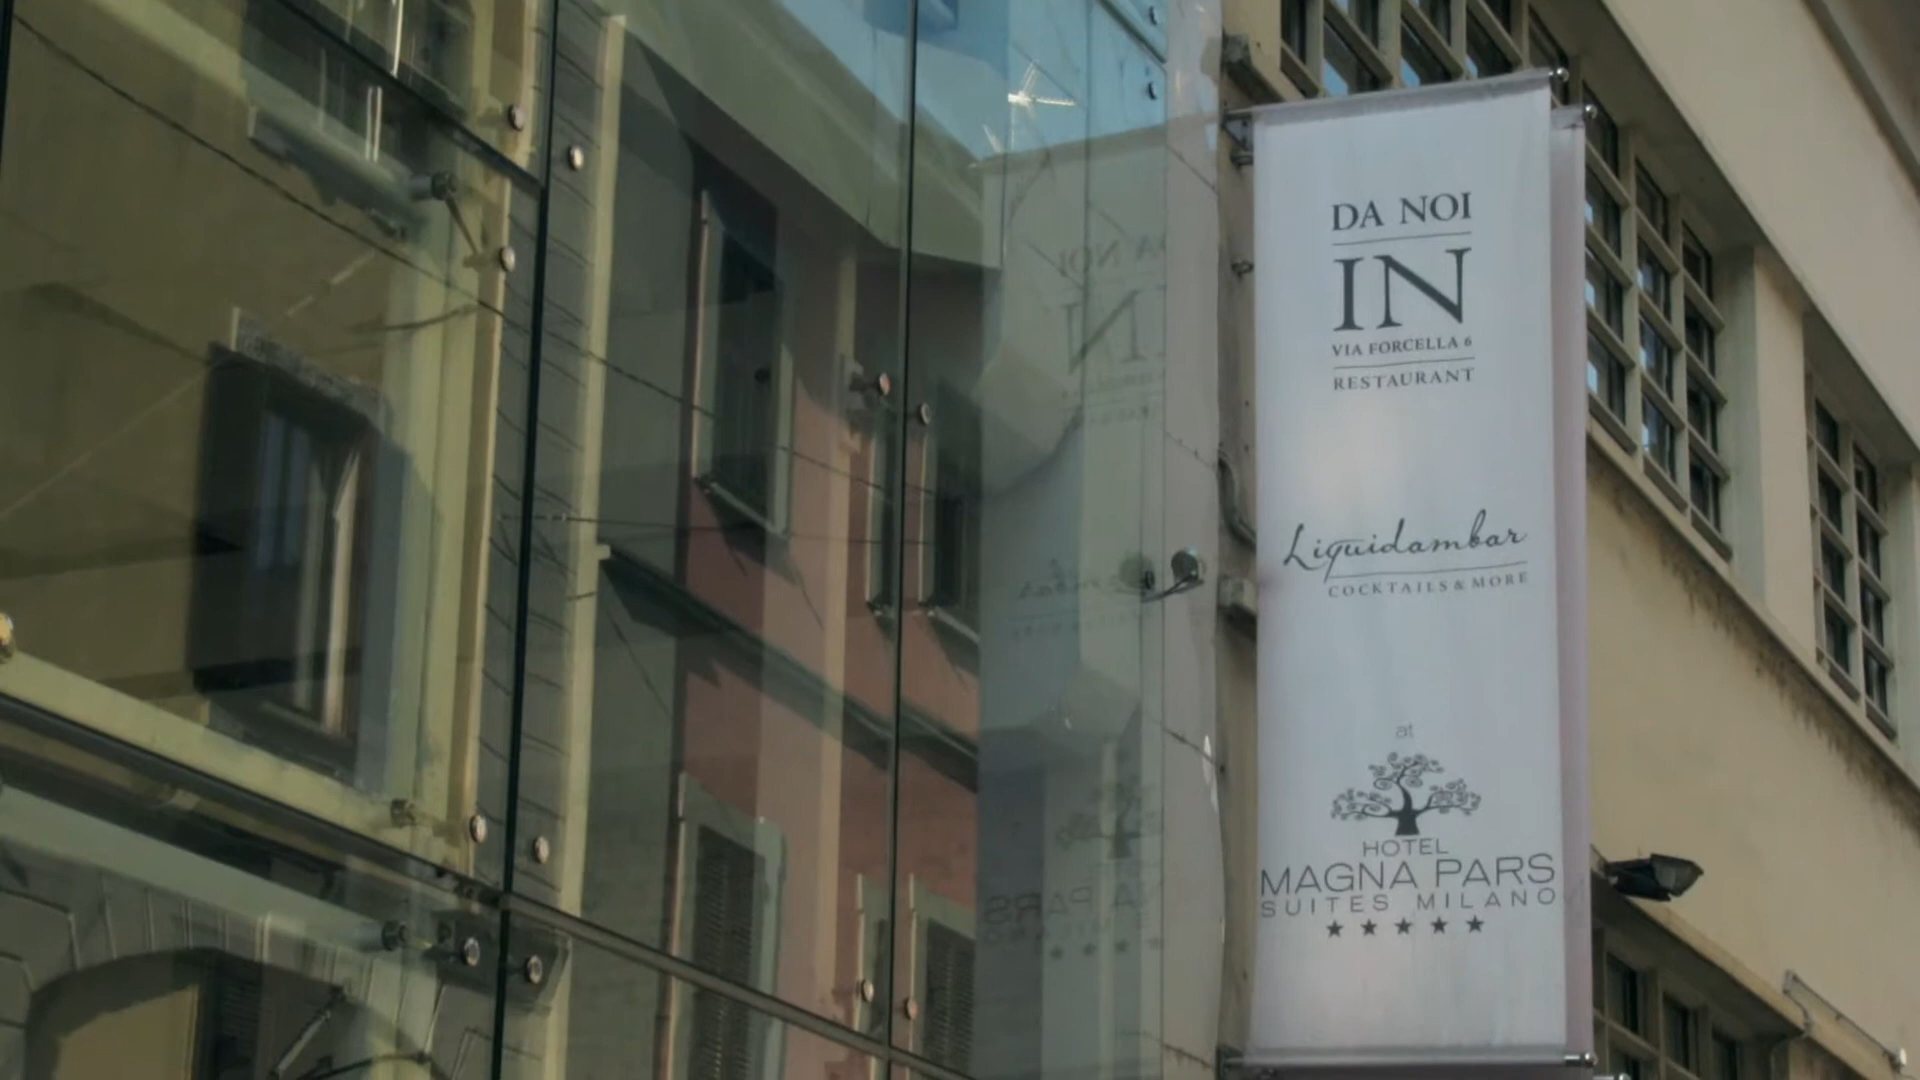 DA NOI
IN
VIA FORCELLA 6
RESTAURANT
Liquidambar
COCKTAILS & MORE
at
HOTEL
MAGNA PARS
SUITES MILANO